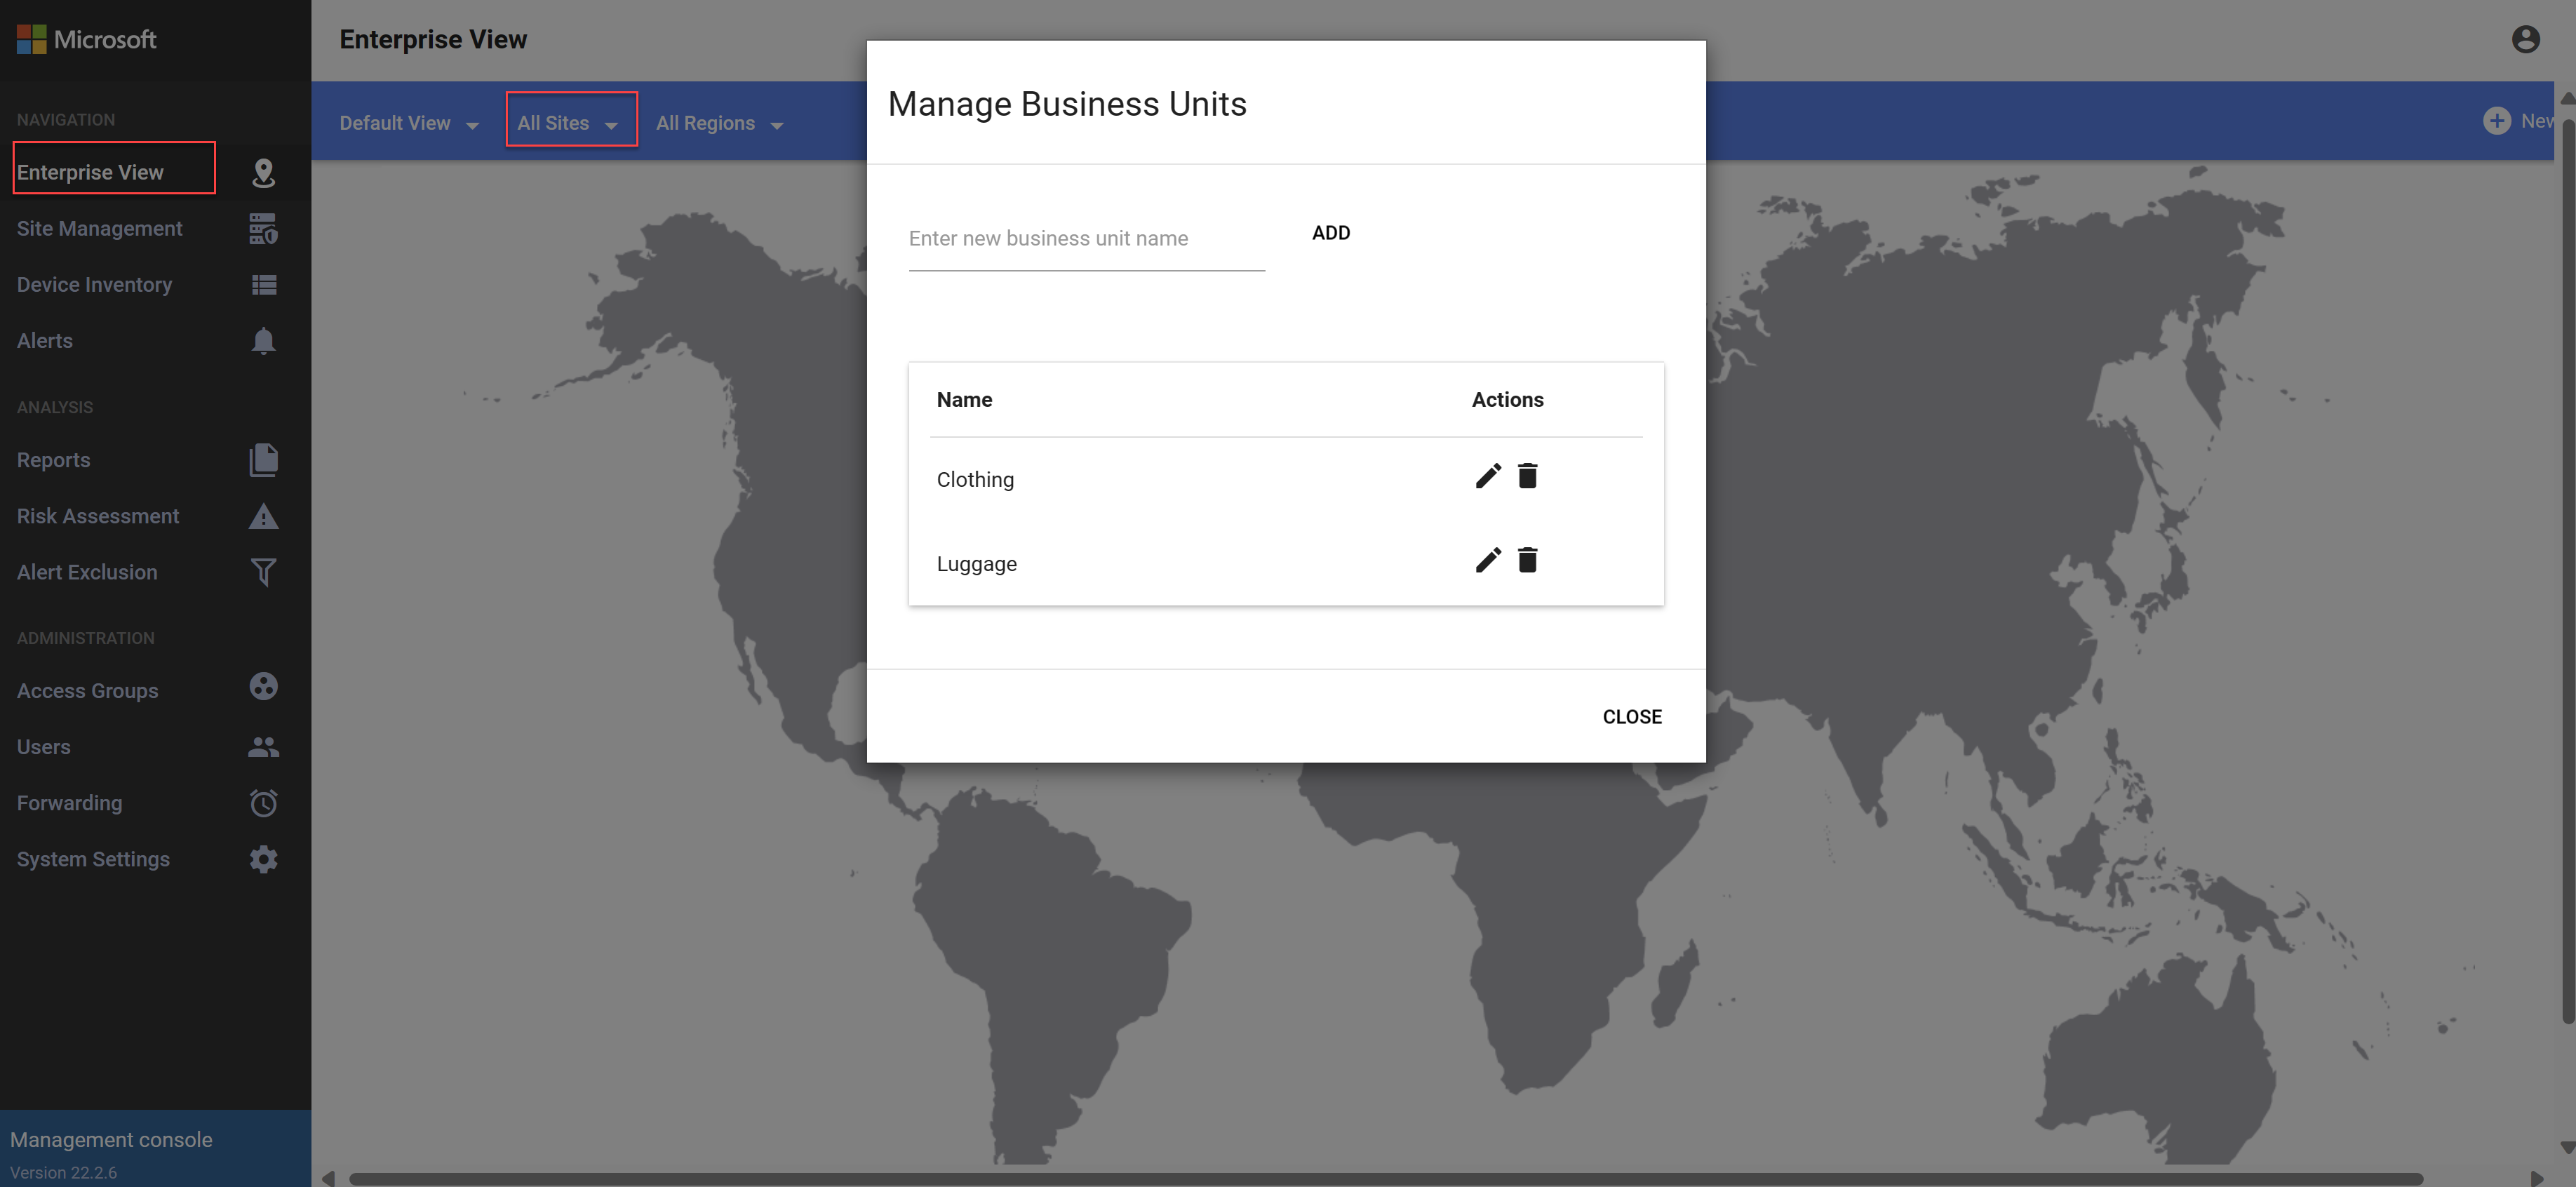 Microsoft
Enterprise View
NAVIGATION
Enterprise View
Site Management
Device Inventory
Alerts
ANALYSIS
Reports
Risk Assessment
Alert Exclusion
ADMINISTRATION
Access Groups
Users
Forwarding
System Settings
Management console
Version 22.2.6
Default View
All Sites
All Regions
New
Manage Business Units
Enter new business unit name
ADD
Name Actions
Clothing
Luggage
CLOSE